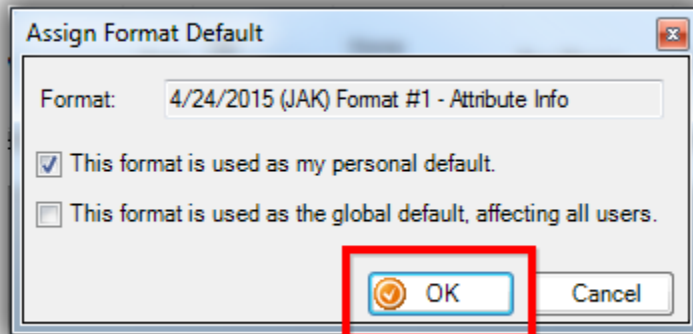 Assign Format Default
Format: 4/24/2015 (JAK) Format #1 - Attribute Info
This format is used as my personal default.
This format is used as the global default, affecting all users.
OK Cancel